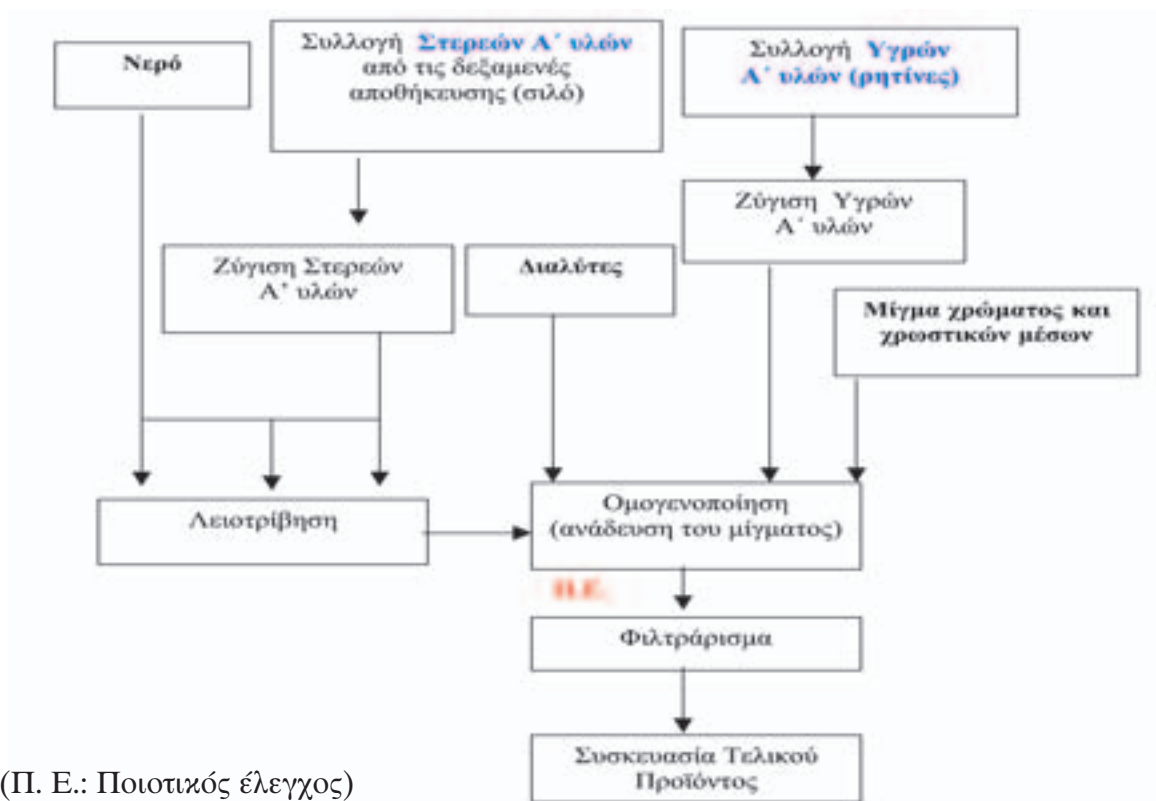 Νερό
Συλλογή Στερεών Α΄ υλών
από τις δεξαμενές
αποθήκευσης (σιλό)
Συλλογή Υγρών
Α΄ υλών (ρητίνες)
Ζύγιση Στερεών
Α΄ υλών
Διαλύτες
Ζύγιση Υγρών
Α΄ υλών
Μίγμα χρώματος και
χρωστικών μέσων
Λειοτρίβηση
Ομογενοποίηση
(ανάδευση του μίγματος)
Π.Ε.
Φιλτράρισμα
Συσκευασία Τελικού
Προϊόντος
(Π. Ε.: Ποιοτικός έλεγχος)